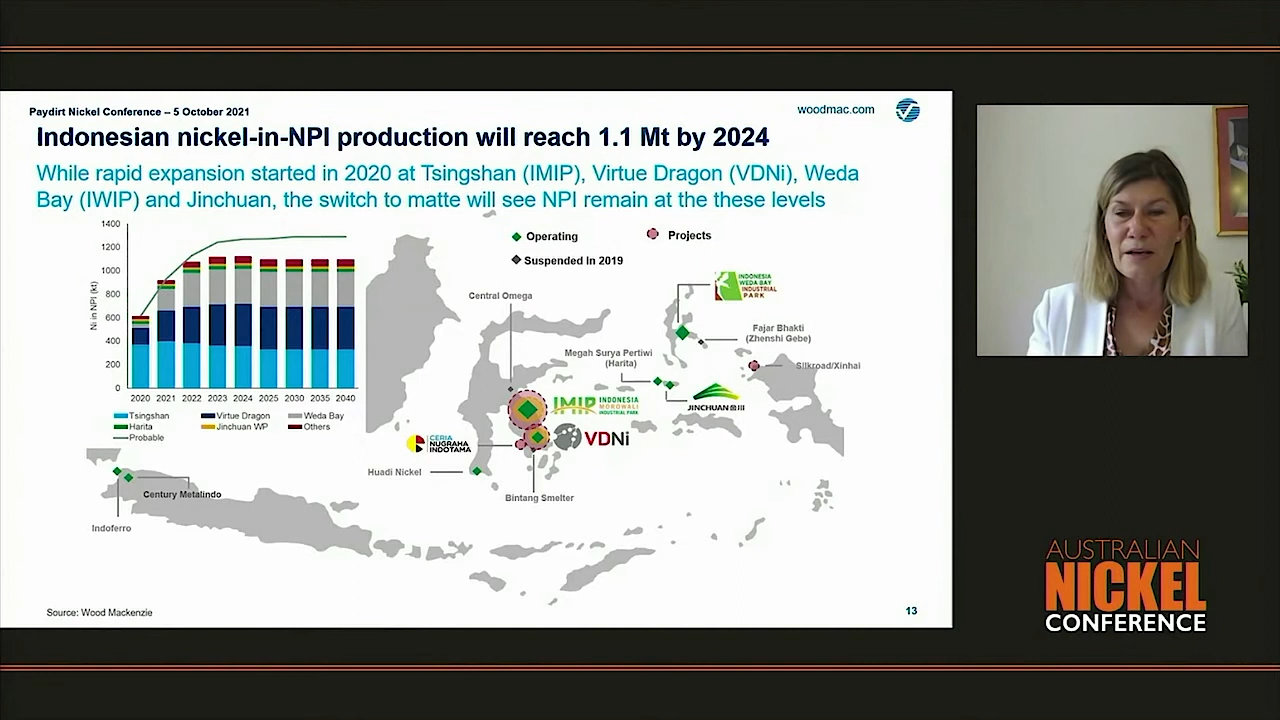 Paydirt Nickel Conference – 5 October 2021
woodmac.com
Indonesian nickel-in-NPI production will reach 1.1 Mt by 2024
While rapid expansion started in 2020 at Tsingshan (IMIP), Virtue Dragon (VDNi), Weda
Bay (IWIP) and Jinchuan, the switch to matte will see NPI remain at the these levels
1400
1200
1000
800
600
400
200
0
Ni in NPI (kt)
2020 2021 2022 2023 2024 2025 2030 2035 2040
Tsingshan Virtue Dragon Weda Bay
Harita Jinchuan WP Others
Probable
Operating
Projects
Suspended in 2019
Central Omega
INDONESIA
WEDA BAY
INDUSTRIAL
PARK
Fajar Bhakti
(Zhenshi Gebe)
Megah Surya Pertiwi
(Harita)
Silkroad/Xinhai
JINCHUAN 金川
IMIP INDONESIA
MOROWALI
INDUSTRIAL PARK
CERIA
NUGRAHA
INDOTAMA
VDNi
Huadi Nickel
Bintang Smelter
Century Metalindo
Indoferro
Source: Wood Mackenzie
13
AUSTRALIAN
NICKEL
CONFERENCE